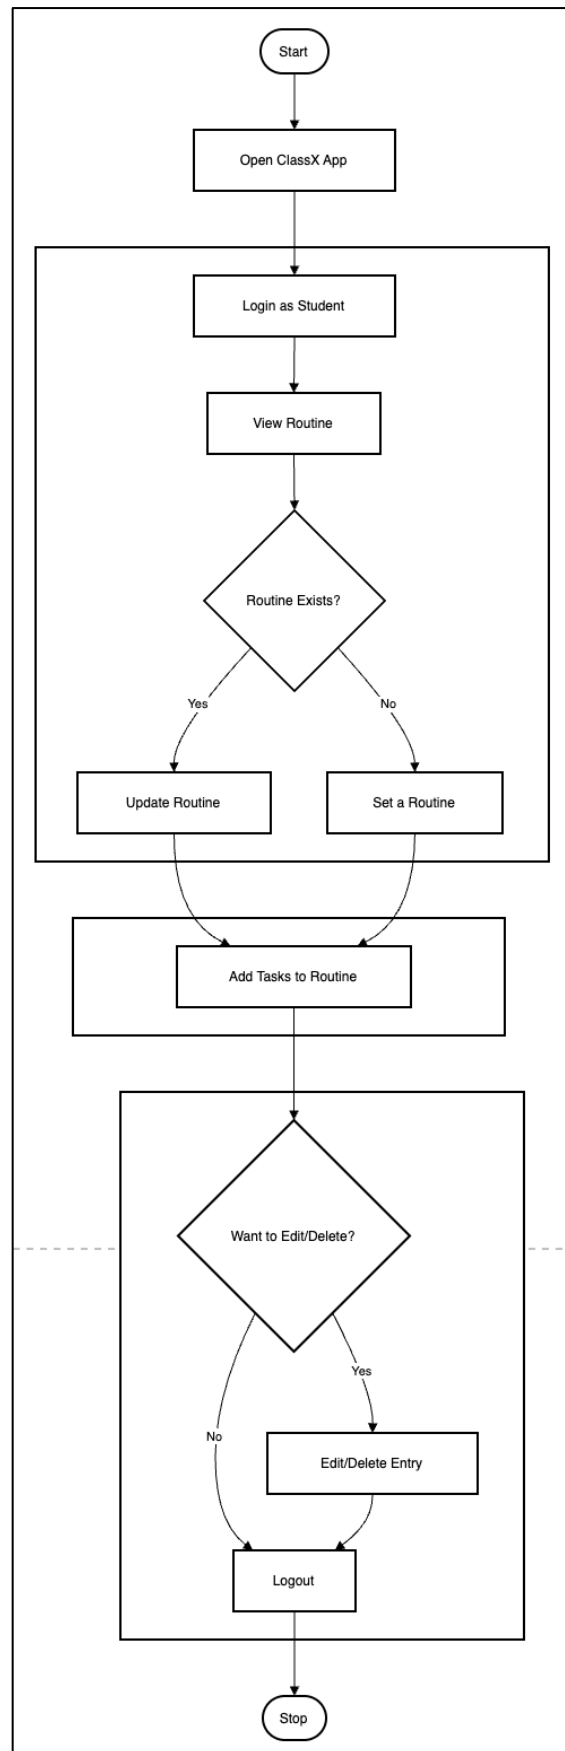 Start
Open ClassX App
Login as Student
View Routine
Routine Exists?
Yes
No
Update Routine
Set a Routine
Add Tasks to Routine
Want to Edit/Delete?
Yes
No
Edit/Delete Entry
Logout
Stop